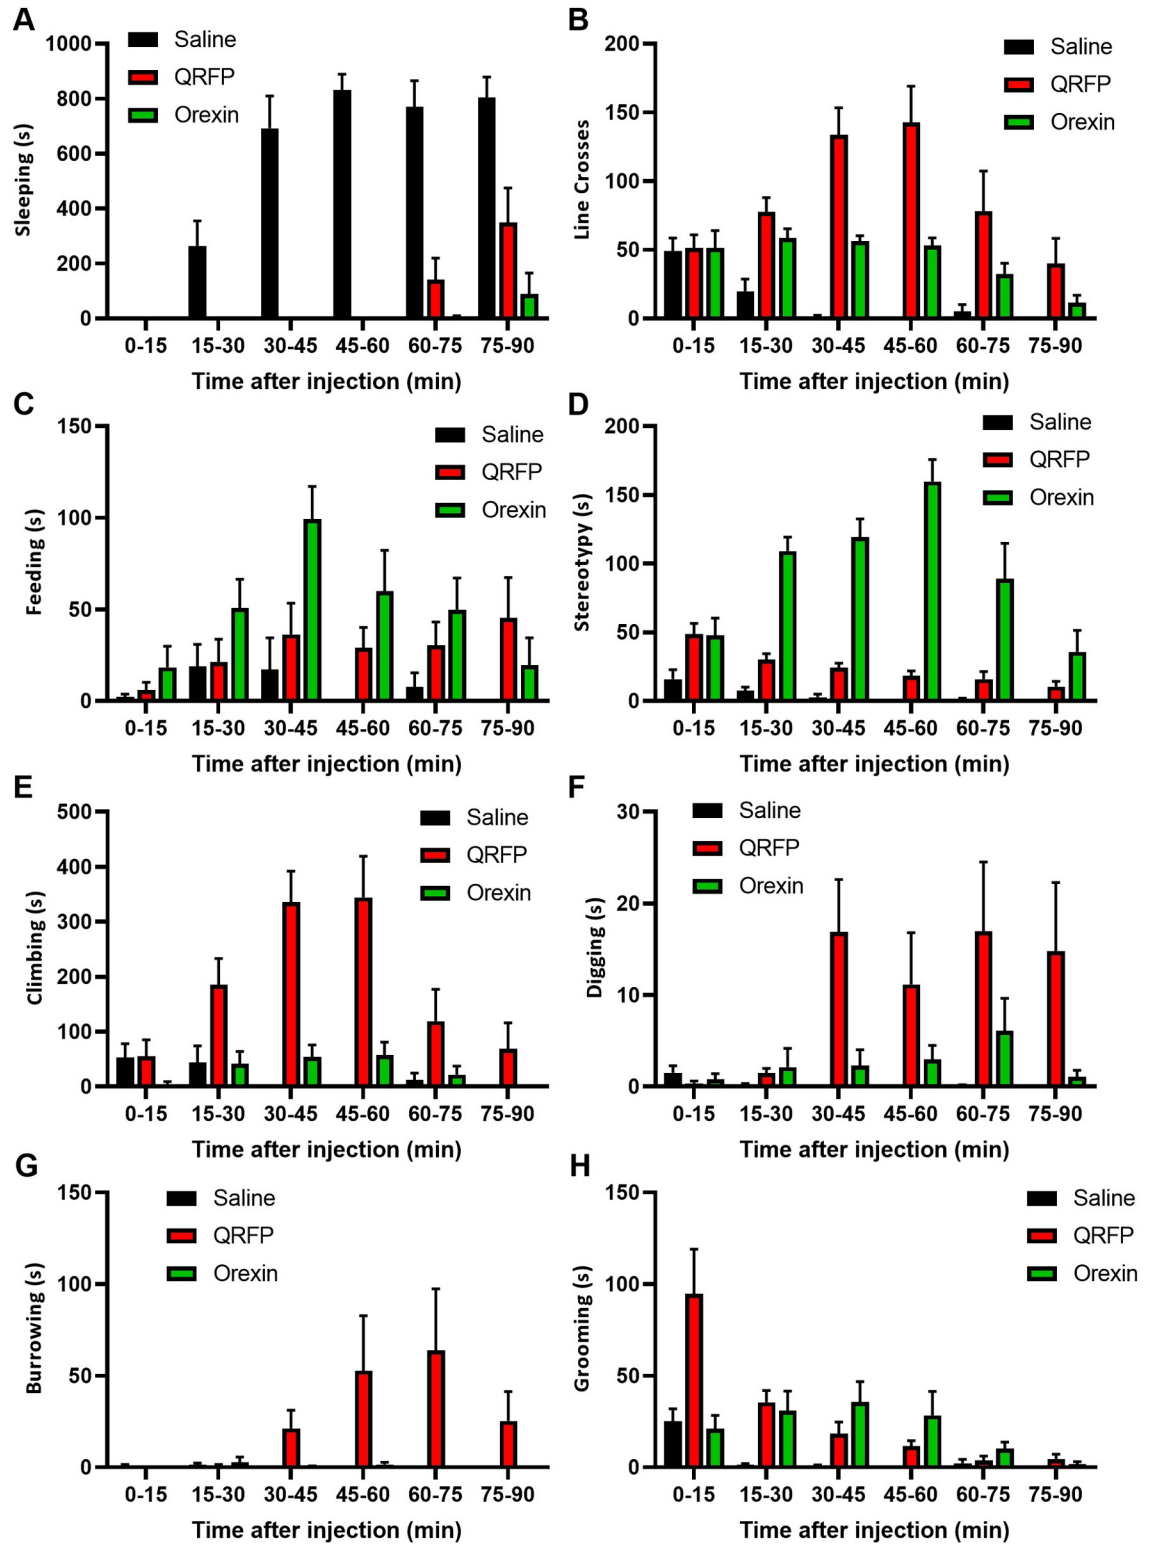 A
Sleeping (s)
1000
800
600
400
200
0
Saline
QRFP
Orexin
0-15 15-30 30-45 45-60 60-75 75-90
Time after injection (min)
B
Line Crosses
200
150
100
50
0
Saline
QRFP
Orexin
0-15 15-30 30-45 45-60 60-75 75-90
Time after injection (min)
C
Feeding (s)
150
100
50
0
Saline
QRFP
Orexin
0-15 15-30 30-45 45-60 60-75 75-90
Time after injection (min)
D
Stereotypy (s)
200
150
100
50
0
Saline
QRFP
Orexin
0-15 15-30 30-45 45-60 60-75 75-90
Time after injection (min)
E
Climbing (s)
500
400
300
200
100
0
Saline
QRFP
Orexin
0-15 15-30 30-45 45-60 60-75 75-90
Time after injection (min)
F
Digging (s)
30
20
10
0
Saline
QRFP
Orexin
0-15 15-30 30-45 45-60 60-75 75-90
Time after injection (min)
G
Burrowing (s)
150
100
50
0
Saline
QRFP
Orexin
0-15 15-30 30-45 45-60 60-75 75-90
Time after injection (min)
H
Grooming (s)
150
100
50
0
Saline
QRFP
Orexin
0-15 15-30 30-45 45-60 60-75 75-90
Time after injection (min)